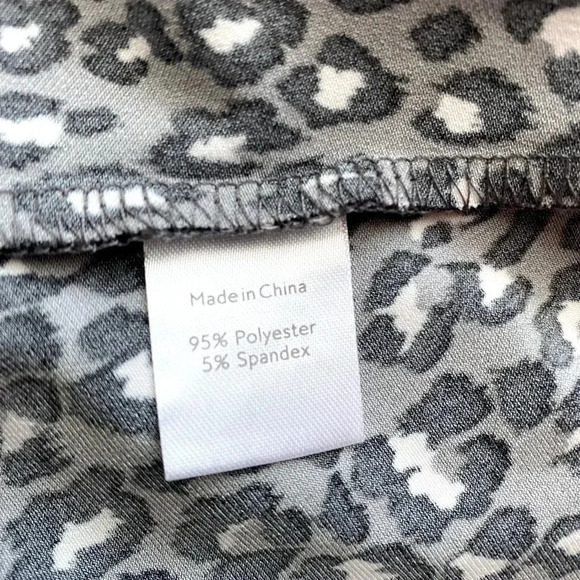 Made in China
95% Polyester
5% Spandex